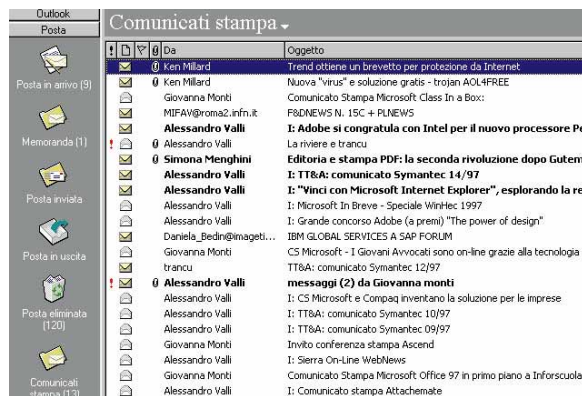 Outlook
Posta
Posta in arrivo (9)
Memoranda (1)
Posta inviata
Posta in uscita
Posta eliminata
(120)
Comunicati
stampa (13)
Comunicati stampa
! Da Oggetto
Ken Millard Trend ottiene un brevetto per protezione da Internet
Ken Millard Nuova "virus" e soluzione gratis - trojan AOL4FREE
Giovanna Monti Comunicato Stampa Microsoft Class In a Box:
MIFAV@roma2.infn.it F&DNEWS N. 15C + PLNEWS
Alessandro Valli I: Adobe si congratula con Intel per il nuovo processore Pe
! Alessandro Valli La riviere e trancu
Simona Menghini Editoria e stampa PDF: la seconda rivoluzione dopo Gutem
Alessandro Valli I: TT&A: comunicato Symantec 14/97
Alessandro Valli I: "Vinci con Microsoft Internet Explorer", esplorando la re
Alessandro Valli I: Microsoft In Breve - Speciale WinHec 1997
Alessandro Valli I: Grande concorso Adobe (a premi) "The power of design"
Daniela_Bedin@imageti... IBM GLOBAL SERVICES A SAP FORUM
Giovanna Monti CS Microsoft - I Giovani Avvocati sono on-line grazie alla tecnologia
trancu TT&A: comunicato Symantec 12/97
! Alessandro Valli messaggi (2) da Giovanna monti
Alessandro Valli I: CS Microsoft e Compaq inventano la soluzione per le imprese
Alessandro Valli I: TT&A: comunicato Symantec 10/97
Alessandro Valli I: TT&A: comunicato Symantec 09/97
Giovanna Monti Invito conferenza stampa Ascend
Alessandro Valli I: Sierra On-Line WebNews
Giovanna Monti Comunicato Stampa Microsoft Office 97 in primo piano a Inforscuola
Alessandro Valli I: Comunicato stampa Attachemate